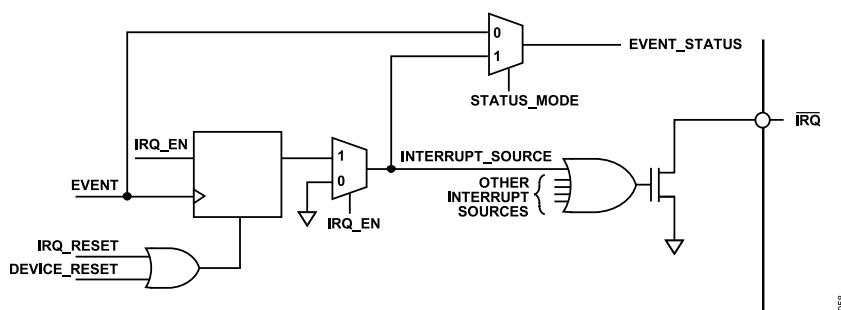 0
EVENT_STATUS
1
STATUS_MODE
IRQ
IRQ_EN
1
INTERRUPT_SOURCE
EVENT
0
OTHER
INTERRUPT
SOURCES
IRQ_EN
IRQ_RESET
DEVICE_RESET